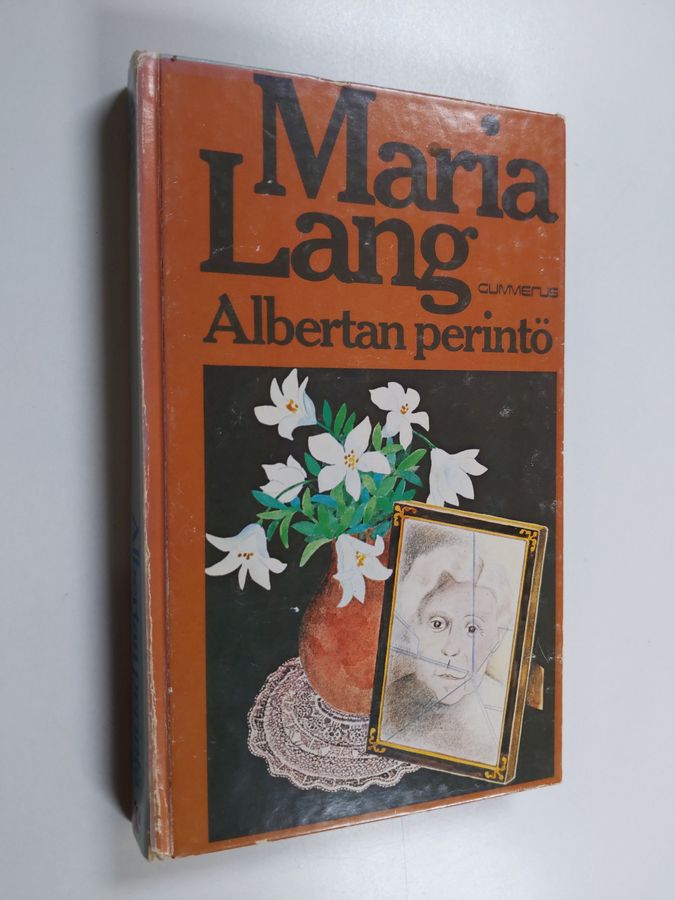 Maria
Lang
GUMMERUS
Albertan perintö